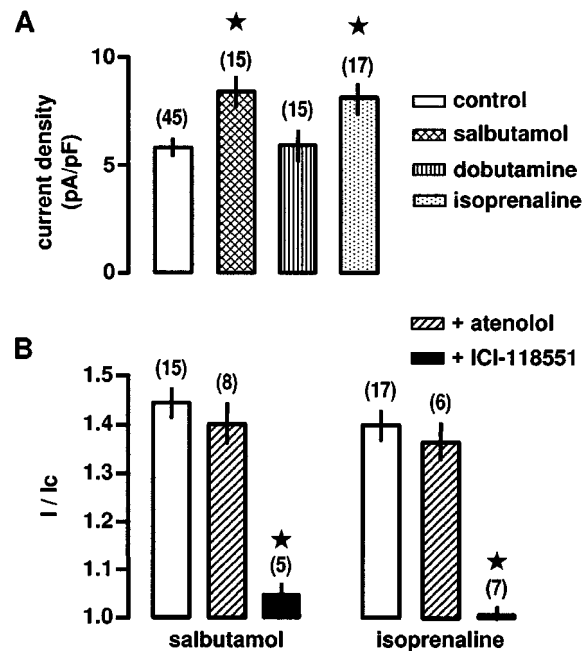 A
current density
(pA/pF)
10
5
0
(45)
(15)
(15)
(17)
control
salbutamol
dobutamine
isoprenaline
B
+ atenolol
+ ICI-118551
I / Ic
1.5
1.4
1.3
1.2
1.1
1.0
(15)
(8)
(5)
(17)
(6)
(7)
salbutamol
isoprenaline